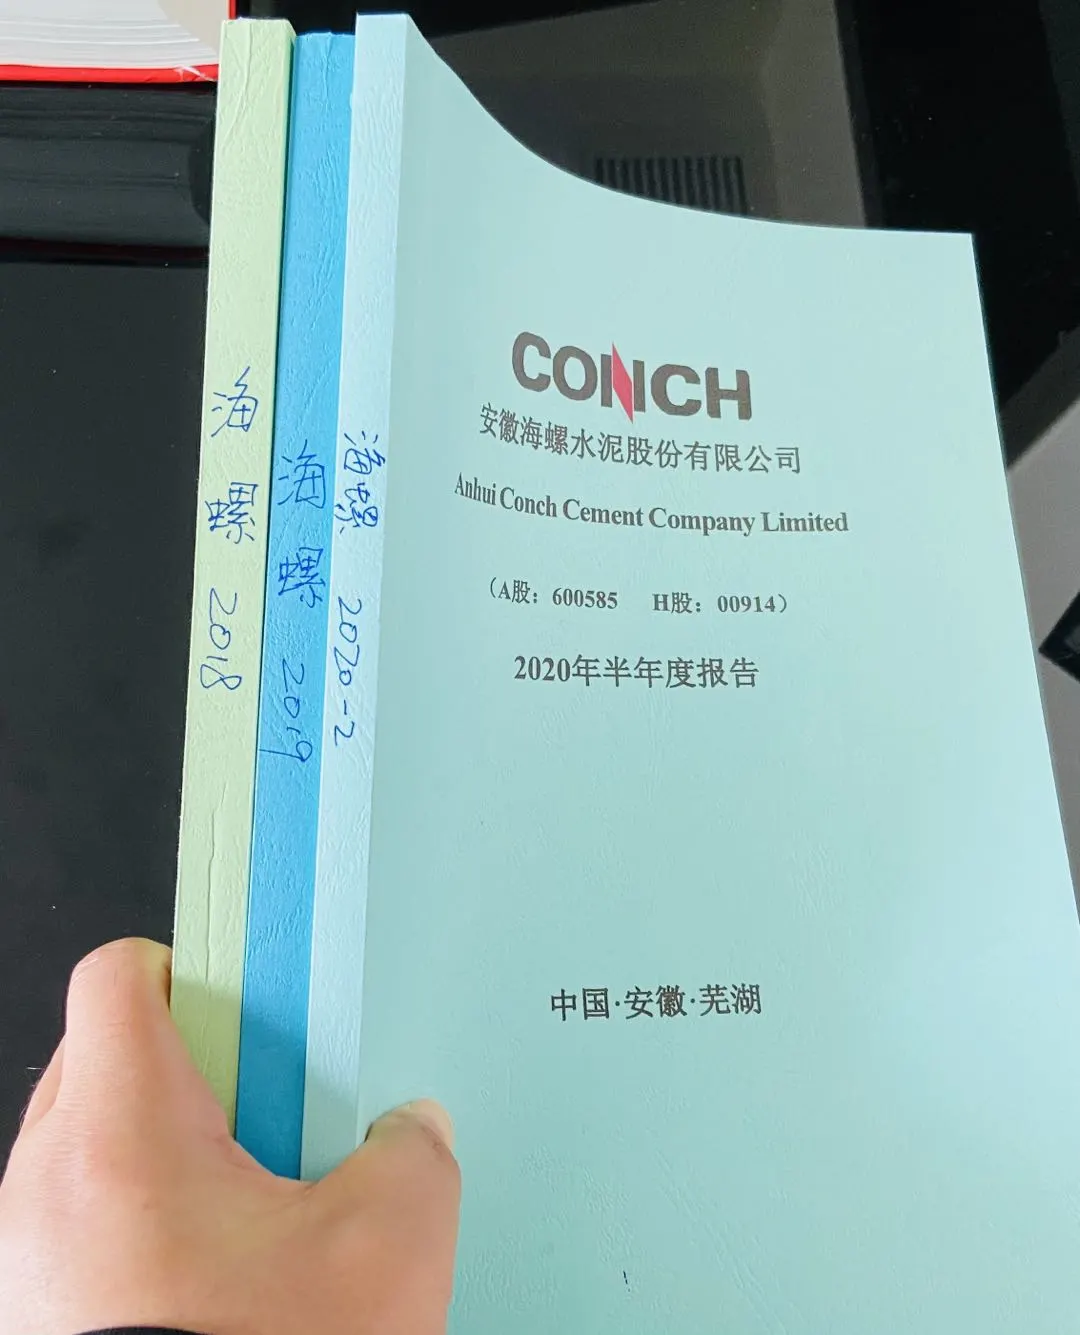 海螺 2018
海螺 2019
海螺 2020-2
CONCH
安徽海螺水泥股份有限公司
Anhui Conch Cement Company Limited
（A股：600585 H股：00914）
2020年半年度报告
中国·安徽·芜湖